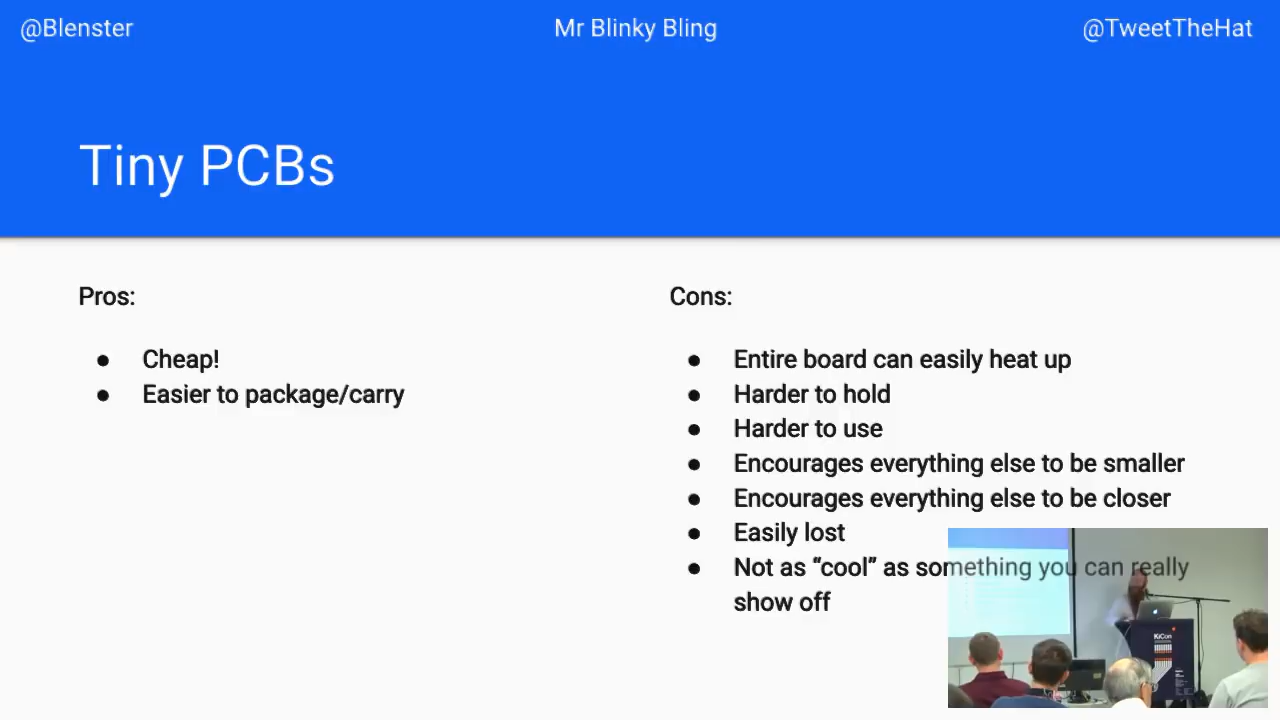 @Blenster
Mr Blinky Bling
@TweetTheHat
Tiny PCBs
Pros:
● Cheap!
● Easier to package/carry
Cons:
● Entire board can easily heat up
● Harder to hold
● Harder to use
● Encourages everything else to be smaller
● Encourages everything else to be closer
● Easily lost
● Not as “cool” as something you can really
show off
KiCon